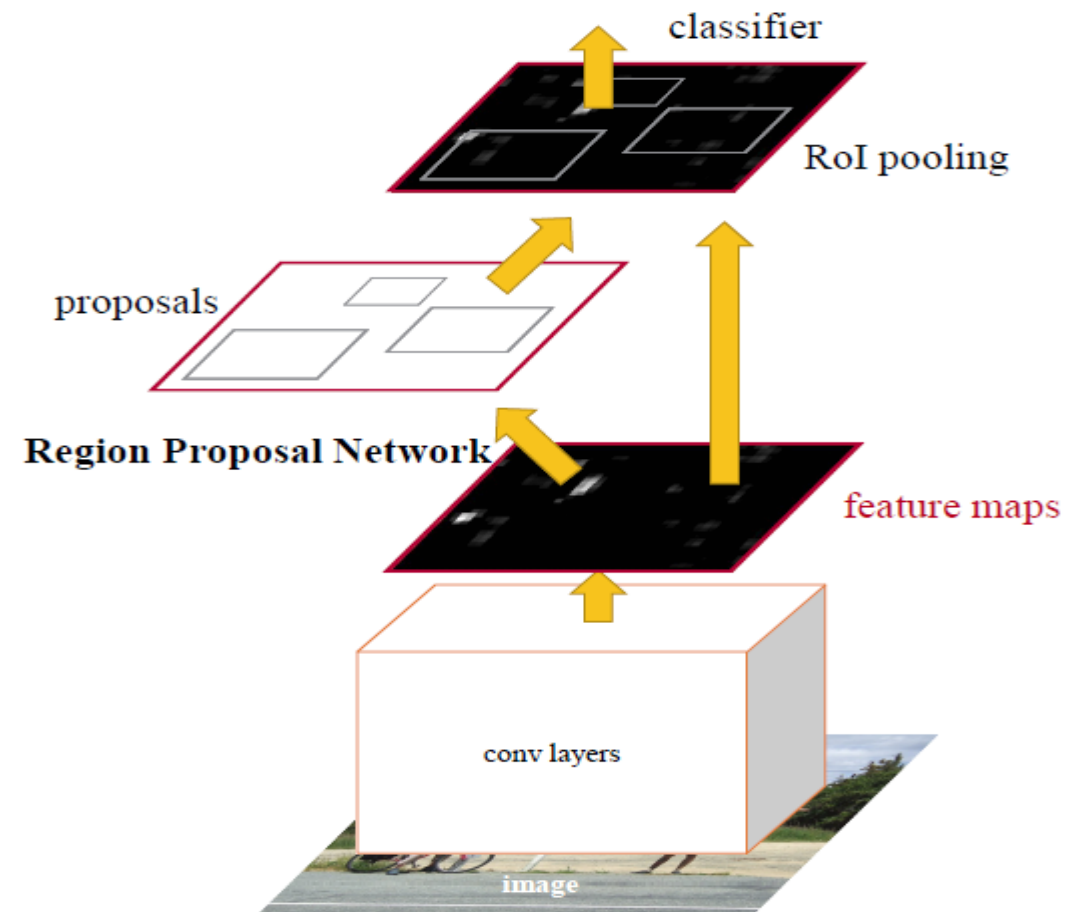 classifier
RoI pooling
proposals
Region Proposal Network
feature maps
conv layers
image